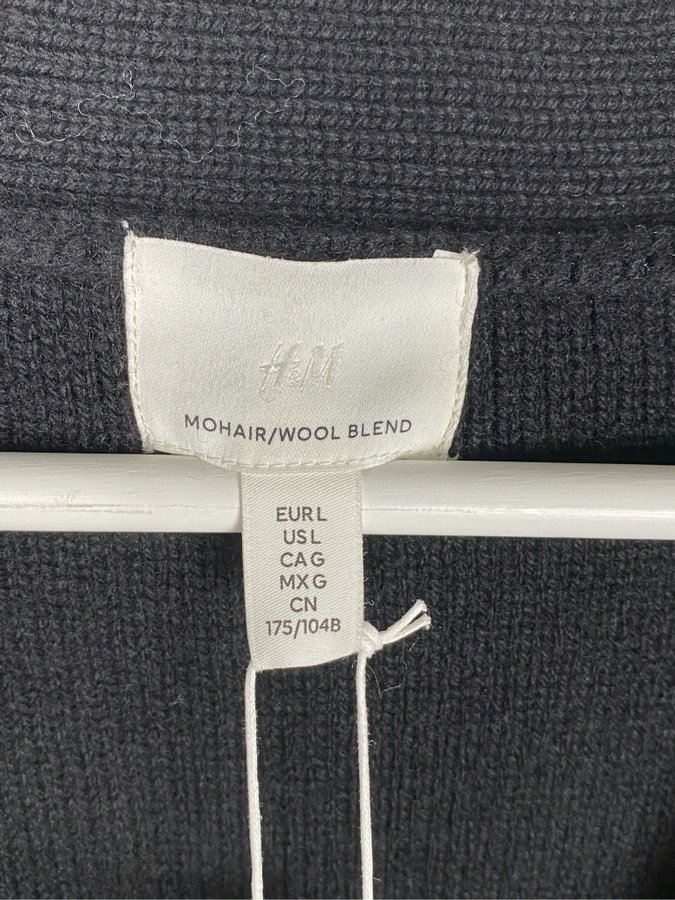 H&M
MOHAIR/WOOL BLEND
EUR L
US L
CA G
MX G
CN
175/104B